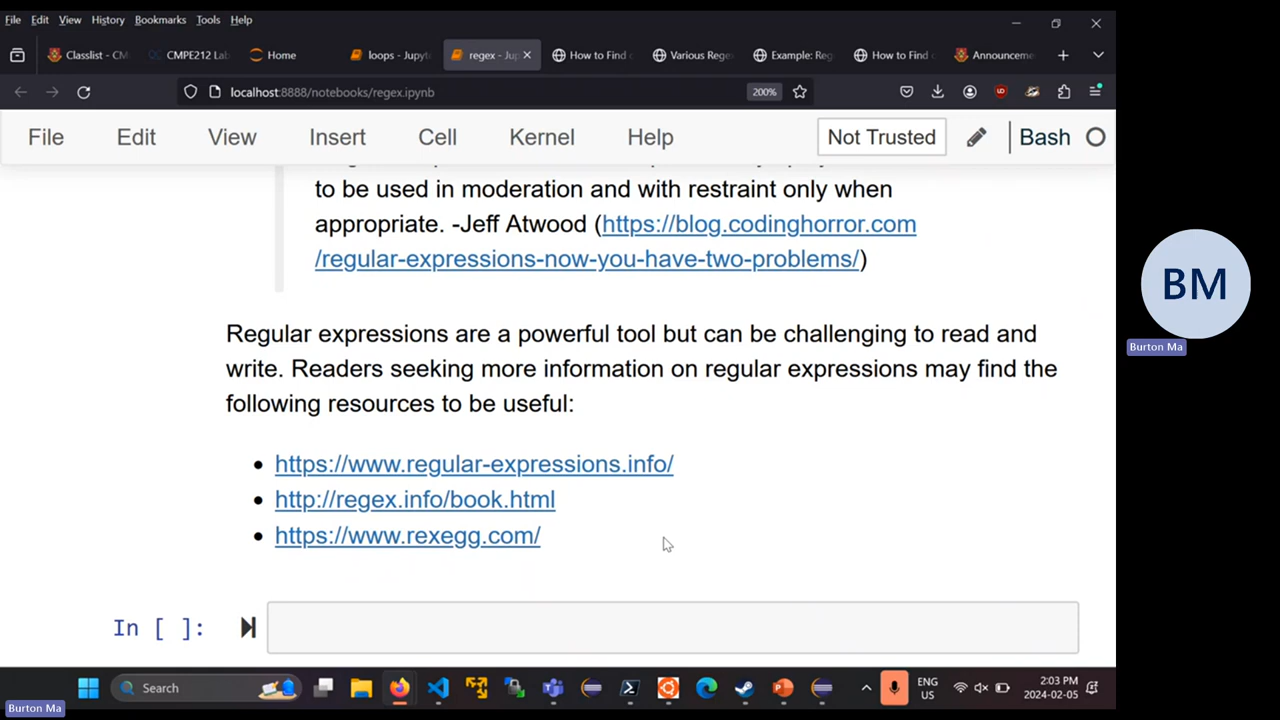 File Edit View History Bookmarks Tools Help
Classlist - CM CMPE212 Lab Home loops - Jupyt regex - Jup How to Find Various Rege Example: Reg How to Find Announceme
localhost:8888/notebooks/regex.ipynb 200%
File Edit View Insert Cell Kernel Help Not Trusted Bash
to be used in moderation and with restraint only when
appropriate. -Jeff Atwood (https://blog.codinghorror.com
/regular-expressions-now-you-have-two-problems/)
Regular expressions are a powerful tool but can be challenging to read and
write. Readers seeking more information on regular expressions may find the
following resources to be useful:
• https://www.regular-expressions.info/
• http://regex.info/book.html
• https://www.rexegg.com/
In [ ]:
BM
Burton Ma
Search
ENG
US
2:03 PM
2024-02-05
Burton Ma